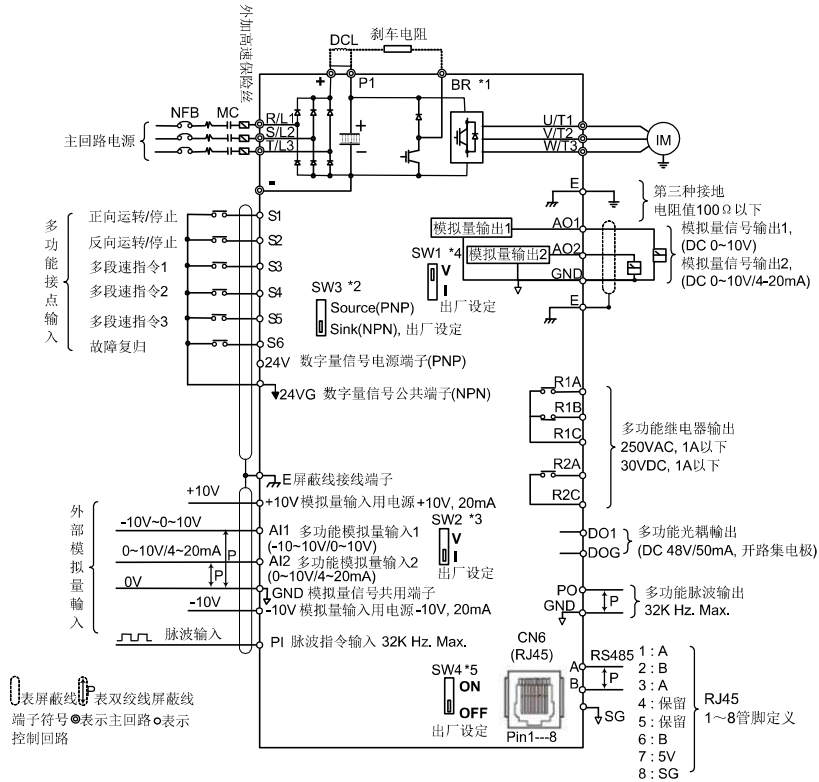 外加高速保险丝
DCL
刹车电阻
+
P1
BR *1
NFB MC
主回路电源
R/L1
S/L2
T/L3
+
−
-
U/T1
V/T2
W/T3
IM
E
第三种接地
电阻值100Ω以下
多功能接点输入
正向运转/停止
反向运转/停止
多段速指令1
多段速指令2
多段速指令3
故障复归
S1
S2
S3
S4
S5
S6
24V 数字量信号电源端子(PNP)
24VG 数字量信号公共端子(NPN)
SW3 *2
Source(PNP)
Sink(NPN), 出厂设定
SW1 *4
V
I
出厂设定
模拟量输出1
模拟量输出2
AO1
AO2
GND
E
模拟量信号输出1,
(DC 0~10V)
模拟量信号输出2,
(DC 0~10V/4-20mA)
R1A
R1B
R1C
R2A
R2C
多功能继电器输出
250VAC, 1A以下
30VDC, 1A以下
E屏蔽线接线端子
外部模拟量输入
+10V
-10V~0~10V
0~10V/4~20mA
0V
-10V
脉波输入
P
P
+10V模拟量输入用电源+10V, 20mA
AI1 多功能模拟量输入1
(-10~10V/0~10V)
AI2 多功能模拟量输入2
(0~10V/4~20mA)
GND 模拟量信号共用端子
-10V 模拟量输入用电源-10V, 20mA
PI 脉波指令输入 32K Hz. Max.
SW2 *3
V
I
出厂设定
DO1
DOG
多功能光耦輸出
(DC 48V/50mA, 开路集电极)
PO
GND
P
多功能脉波输出
32K Hz. Max.
SW4 *5
ON
OFF
出厂设定
CN6
(RJ45)
Pin1---8
A
B
RS485
P
SG
1 : A
2 : B
3 : A
4 : 保留
5 : 保留
6 : B
7 : 5V
8 : SG
RJ45
1～8管脚定义
表屏蔽线 P 表双绞线屏蔽线
端子符号 表示主回路 表示
控制回路